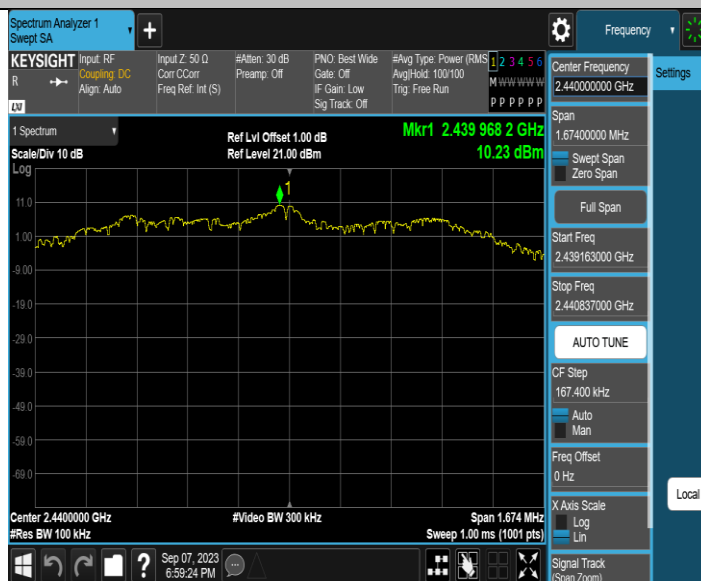 Spectrum Analyzer 1
Swept SA
+
Frequency
KEYSIGHT
R
LXI
Input: RF
Coupling: DC
Align: Auto
Input Z: 50 Ω
Corr CCorr
Freq Ref: Int (S)
#Atten: 30 dB
Preamp: Off
PNO: Best Wide
Gate: Off
IF Gain: Low
Sig Track: Off
#Avg Type: Power (RMS
Avg|Hold: 100/100
Trig: Free Run
1 2 3 4 5 6
M W W W W W
P P P P P P
1 Spectrum
Scale/Div 10 dB
Ref Lvl Offset 1.00 dB
Ref Level 21.00 dBm
Mkr1 2.439 968 2 GHz
10.23 dBm
Log
1
11.0
1.00
-9.00
-19.0
-29.0
-39.0
-49.0
-59.0
-69.0
Center 2.4400000 GHz
#Res BW 100 kHz
#Video BW 300 kHz
Span 1.674 MHz
Sweep 1.00 ms (1001 pts)
?
Sep 07, 2023
6:59:24 PM
Center Frequency
2.440000000 GHz
Span
1.67400000 MHz
Swept Span
Zero Span
Full Span
Start Freq
2.439163000 GHz
Stop Freq
2.440837000 GHz
AUTO TUNE
CF Step
167.400 kHz
Auto
Man
Freq Offset
0 Hz
X Axis Scale
Log
Lin
Signal Track
(Span Zoom)
Settings
Local